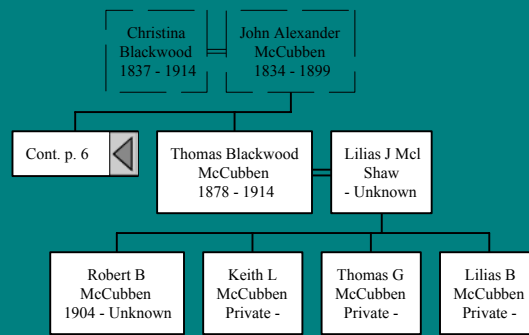 Christina
Blackwood
1837 - 1914
John Alexander
McCubben
1834 - 1899
Cont. p. 6
Thomas Blackwood
McCubben
1878 - 1914
Lilias J Mcl
Shaw
- Unknown
Robert B
McCubben
1904 - Unknown
Keith L
McCubben
Private -
Thomas G
McCubben
Private -
Lilias B
McCubben
Private -